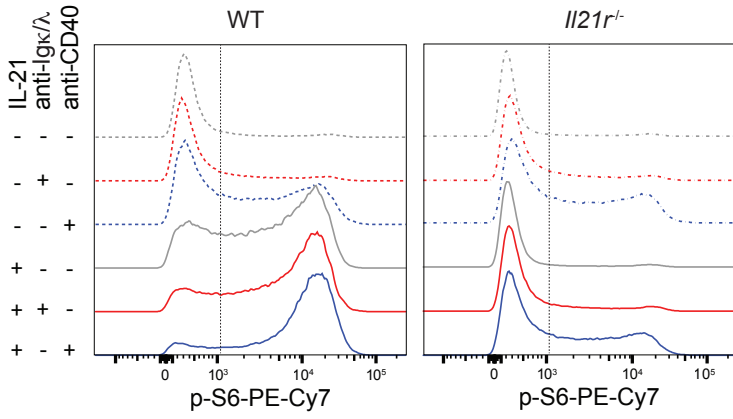 WT
Il21r-/-
IL-21
anti-Igκ/λ
anti-CD40
- - -
- + -
- - +
+ - -
+ + -
+ - +
0 10³ 10⁴ 10⁵
0 10³ 10⁴ 10⁵
p-S6-PE-Cy7
p-S6-PE-Cy7